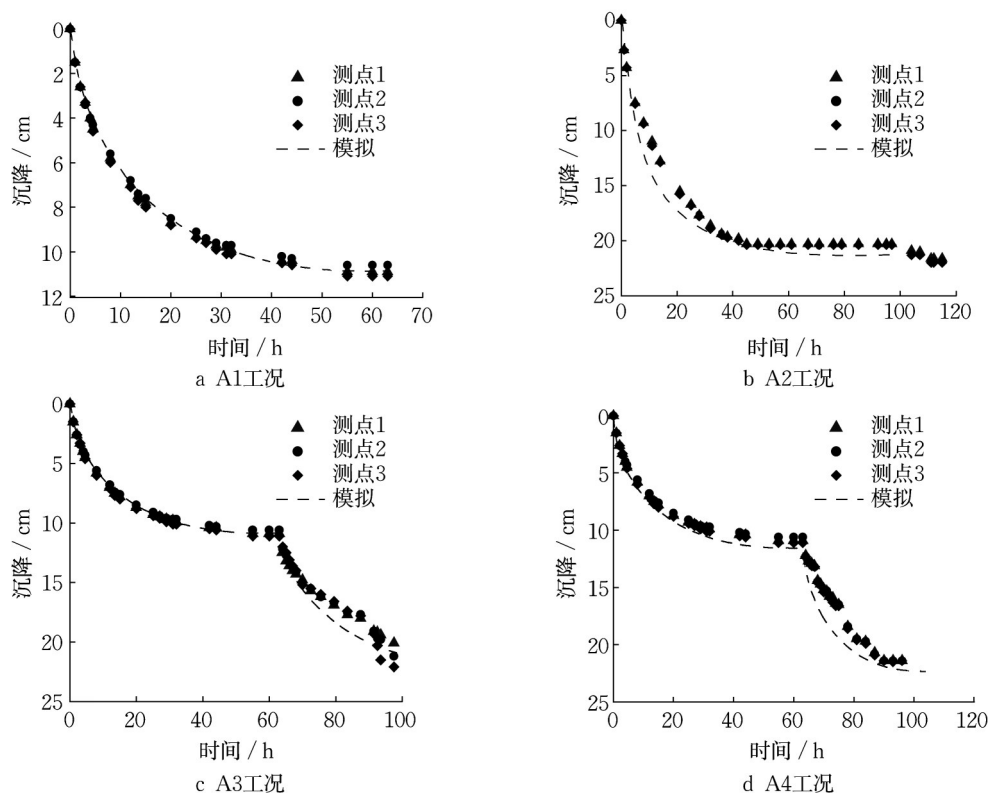 0
2
4
6
8
10
12
沉降 / cm
测点1
测点2
测点3
模拟
0 10 20 30 40 50 60 70
时间 / h
a A1工况
0
5
10
15
20
25
沉降 / cm
测点1
测点2
测点3
模拟
0 20 40 60 80 100 120
时间 / h
b A2工况
0
5
10
15
20
25
沉降 / cm
测点1
测点2
测点3
模拟
0 20 40 60 80 100
时间 / h
c A3工况
0
5
10
15
20
25
沉降 / cm
测点1
测点2
测点3
模拟
0 20 40 60 80 100 120
时间 / h
d A4工况